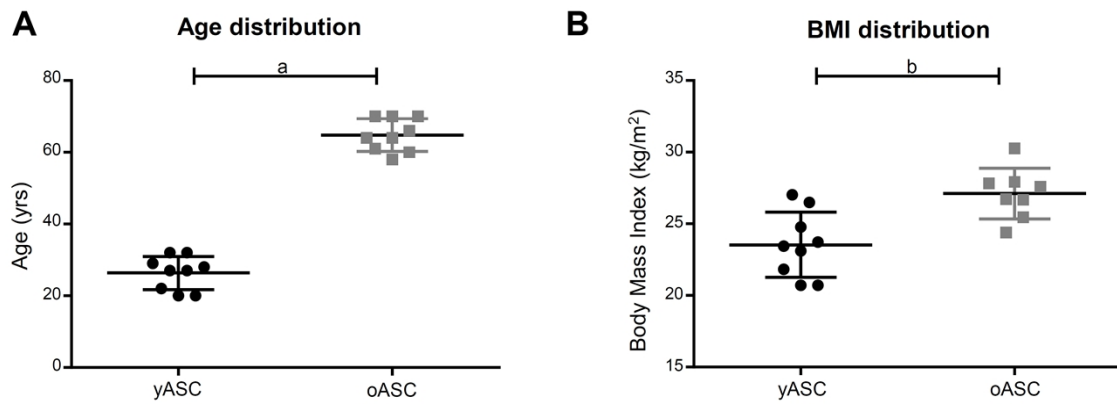 A
Age distribution
a
80
60
40
20
0
Age (yrs)
yASC
oASC
B
BMI distribution
b
35
30
25
20
15
Body Mass Index (kg/m²)
yASC
oASC